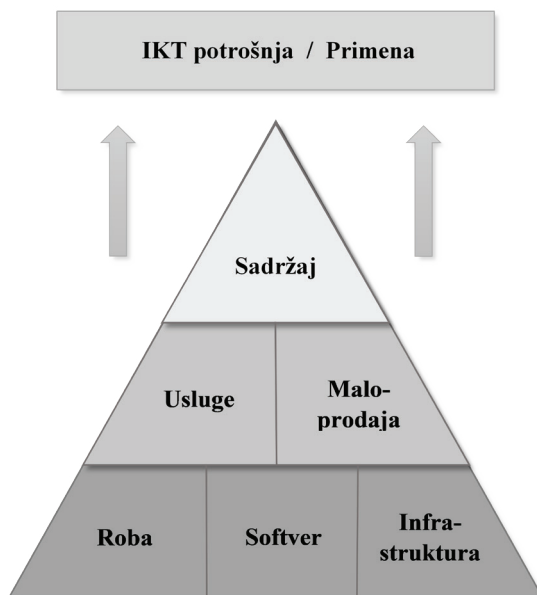 IKT potrošnja / Primena
Sadržaj
Usluge
Malo-
prodaja
Roba
Softver
Infra-
struktura